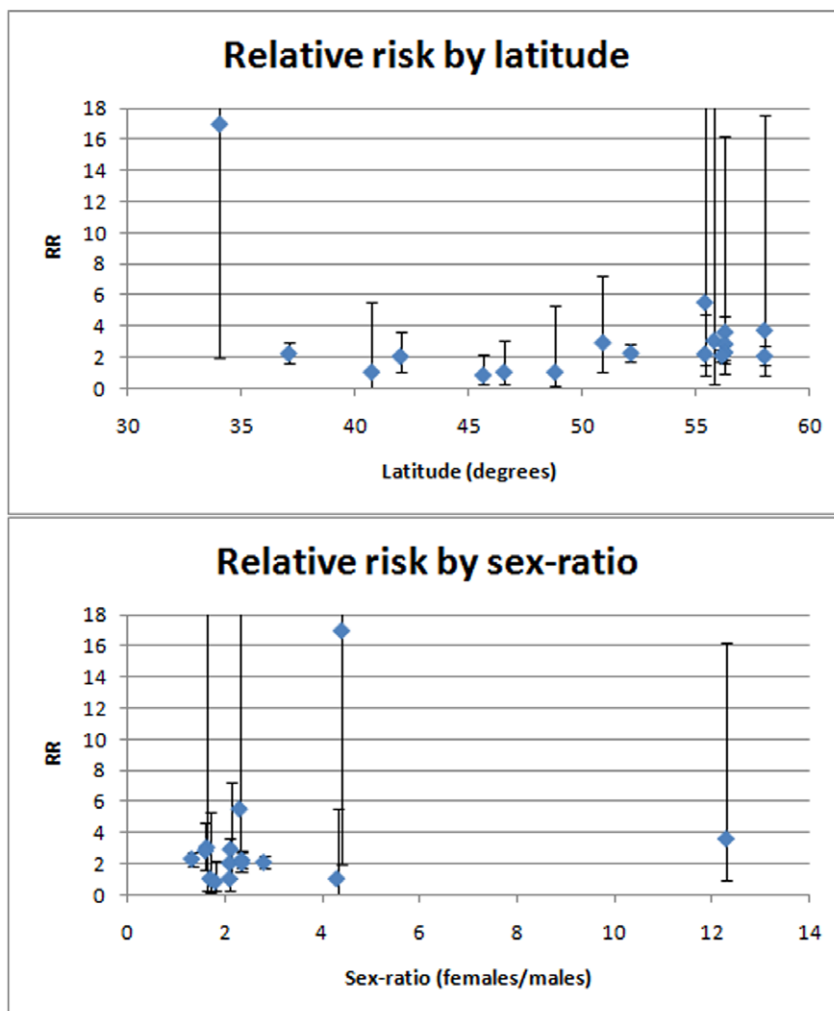 Relative risk by latitude
18
16
14
12
10
8
6
4
2
0
RR
30 35 40 45 50 55 60
Latitude (degrees)
Relative risk by sex-ratio
18
16
14
12
10
8
6
4
2
0
RR
0 2 4 6 8 10 12 14
Sex-ratio (females/males)